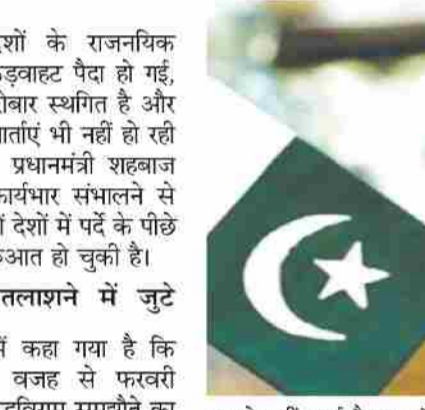 शों के राजनयिक
ड़वाहट पैदा हो गई,
ोबार स्थगित है और
ार्ताएं भी नहीं हो रही
प्रधानमंत्री शहबाज
कार्यभार संभालने से
देशों में पर्दे के पीछे
आत हो चुकी है।
तलाशने में जुटे
कहा गया है कि
वजह से फरवरी